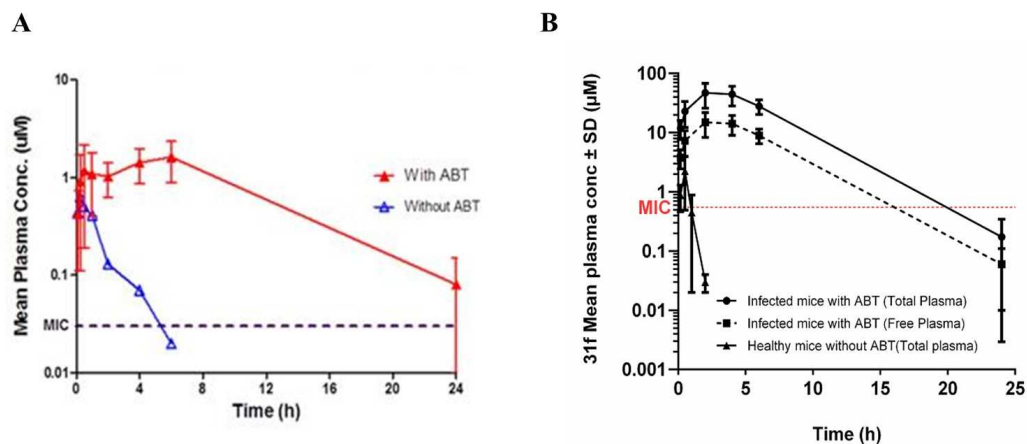 A
Mean Plasma Conc. (uM)
10
1
0.1
MIC
0.01
0
4
8
12
16
20
24
Time (h)
With ABT
Without ABT
B
31f Mean plasma conc ± SD (µM)
100
10
1
MIC
0.1
0.01
0.001
0
5
10
15
20
25
Time (h)
Infected mice with ABT (Total Plasma)
Infected mice with ABT (Free Plasma)
Healthy mice without ABT(Total plasma)